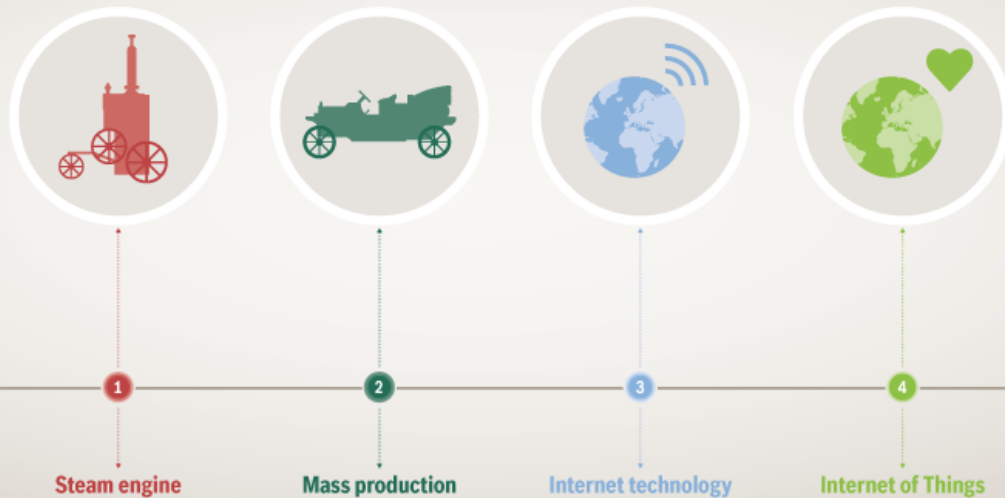 1
2
3
4
Steam engine
Mass production
Internet technology
Internet of Things